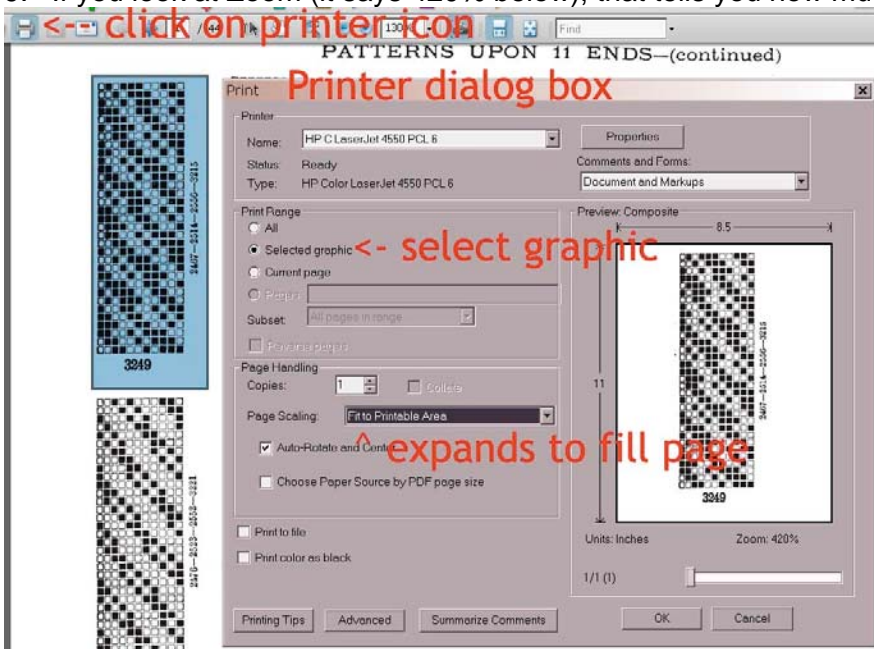 <- click on printer icon
/44
130%
Find
PATTERNS UPON 11 ENDS—(continued)
Print
Printer dialog box
Printer
Name: HP C LaserJet 4550 PCL 6
Properties
Status: Ready
Comments and Forms:
Type: HP Color LaserJet 4550 PCL 6
Document and Markups
Print Range
All
Selected graphic
<- select graphic
Current page
Pages
Subset: All pages in range
Reverse pages
Page Handling
Copies: 1
Collate
Page Scaling: Fit to Printable Area
^ expands to fill page
Auto-Rotate and Center
Choose Paper Source by PDF page size
Print to file
Print color as black
Printing Tips
Advanced
Summarize Comments
Preview: Composite
8.5
11
3249
Units: Inches
Zoom: 420%
1/1 (1)
OK
Cancel
3249